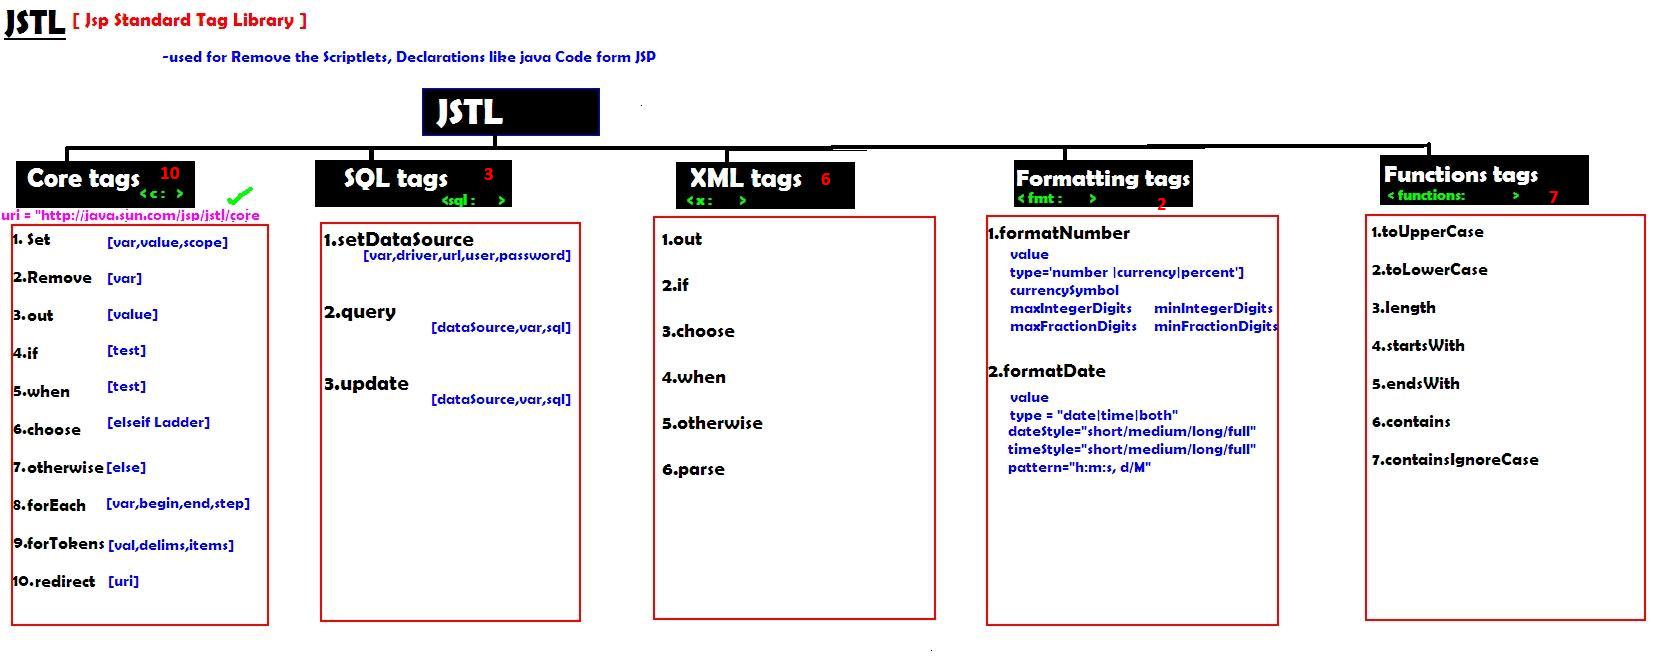 JSTL [ Jsp Standard Tag Library ]
-used for Remove the Scriptlets, Declarations like java Code form JSP
JSTL
Core tags 10
< c : >
uri = "http://java.sun.com/jsp/jstl/core
1. Set [var,value,scope]
2.Remove [var]
3.out [value]
4.if [test]
5.when [test]
6.choose [elseif Ladder]
7.otherwise [else]
8.forEach [var,begin,end,step]
9.forTokens [val,delims,items]
10.redirect [uri]
SQL tags 3
<sql : >
1.setDataSource
[var,driver,url,user,password]
2.query
[dataSource,var,sql]
3.update
[dataSource,var,sql]
XML tags 6
< x : >
1.out
2.if
3.choose
4.when
5.otherwise
6.parse
Formatting tags
< fmt : > 2
1.formatNumber
value
type='number |currency|percent']
currencySymbol
maxIntegerDigits minIntegerDigits
maxFractionDigits minFractionDigits
2.formatDate
value
type = "date|time|both"
dateStyle="short/medium/long/full"
timeStyle="short/medium/long/full"
pattern="h:m:s, d/M"
Functions tags
< functions: > 7
1.toUpperCase
2.toLowerCase
3.length
4.startsWith
5.endsWith
6.contains
7.containsIgnoreCase